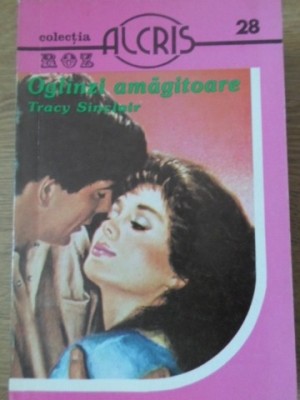 colecția
ROZ
ALCRIS
28
Oglinzi amăgitoare
Tracy Sinclair